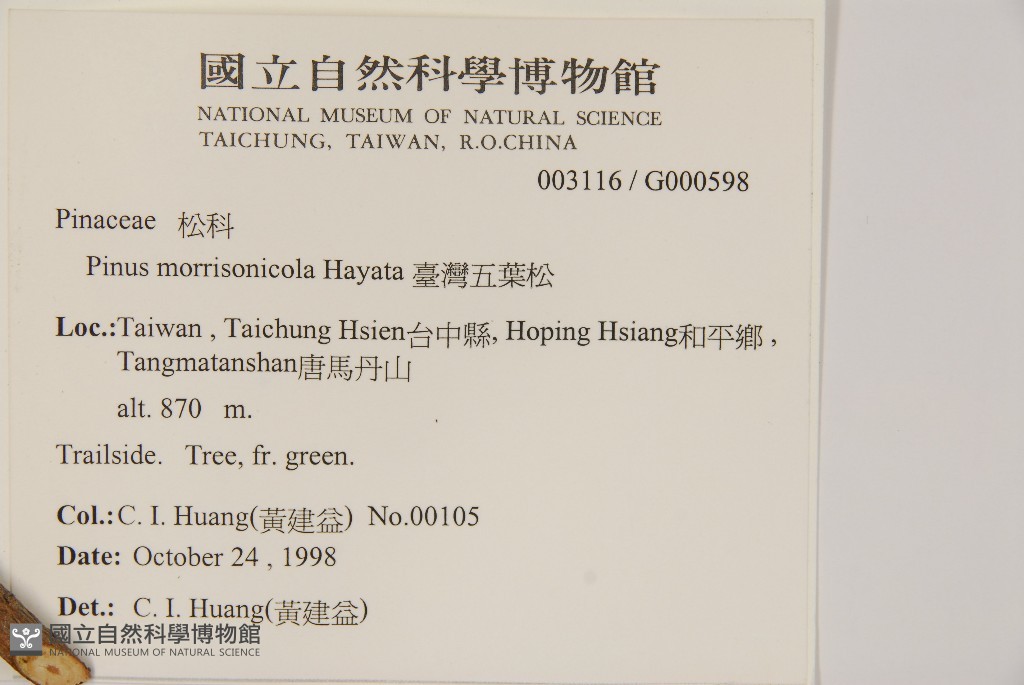 國立自然科學博物館
NATIONAL MUSEUM OF NATURAL SCIENCE
TAICHUNG, TAIWAN, R.O.CHINA
003116 / G000598
Pinaceae 松科
Pinus morrisonicola Hayata 臺灣五葉松
Loc.:Taiwan , Taichung Hsien台中縣, Hoping Hsiang和平鄉 ,
Tangmatanshan唐馬丹山
alt. 870 m.
Trailside. Tree, fr. green.
Col.: C. I. Huang(黃建益) No.00105
Date: October 24 , 1998
Det.: C. I. Huang(黃建益)
國立自然科學博物館
NATIONAL MUSEUM OF NATURAL SCIENCE